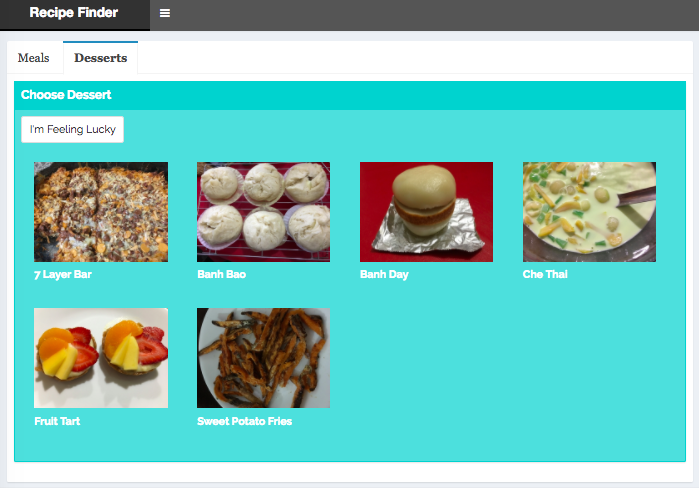 Recipe Finder
Meals
Desserts
Choose Dessert
I'm Feeling Lucky
7 Layer Bar
Banh Bao
Banh Day
Che Thai
Fruit Tart
Sweet Potato Fries